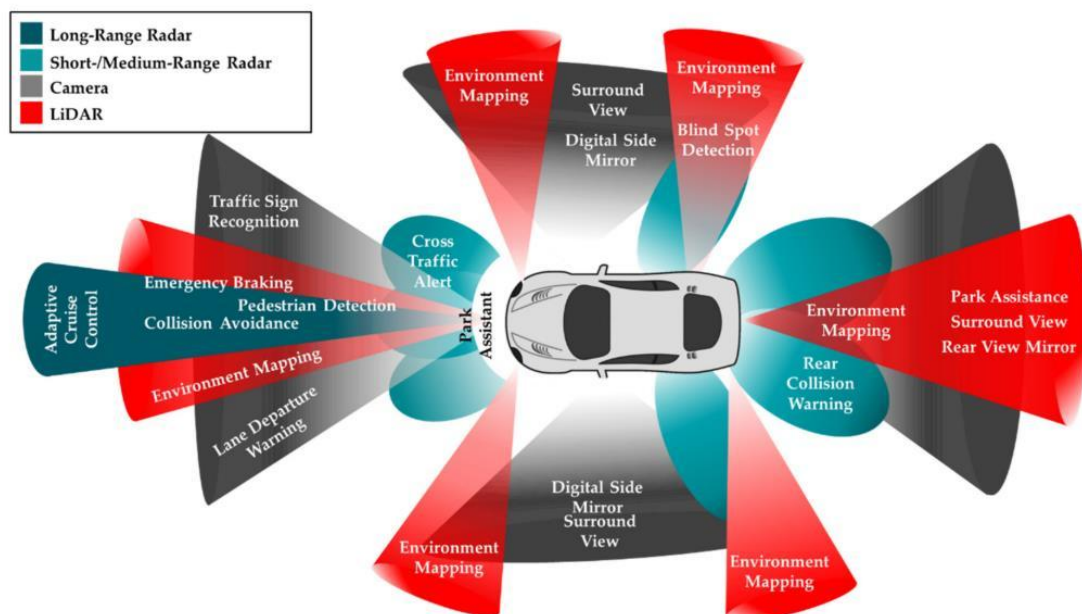 Long-Range Radar
Short-/Medium-Range Radar
Camera
LiDAR
Environment
Mapping
Surround
View
Digital Side
Mirror
Environment
Mapping
Blind Spot
Detection
Traffic Sign
Recognition
Cross
Traffic
Alert
Adaptive
Cruise
Control
Emergency Braking
Pedestrian Detection
Collision Avoidance
Environment Mapping
Lane Departure
Warning
Park
Assistant
Environment
Mapping
Rear
Collision
Warning
Park Assistance
Surround View
Rear View Mirror
Environment
Mapping
Digital Side
Mirror
Surround
View
Environment
Mapping